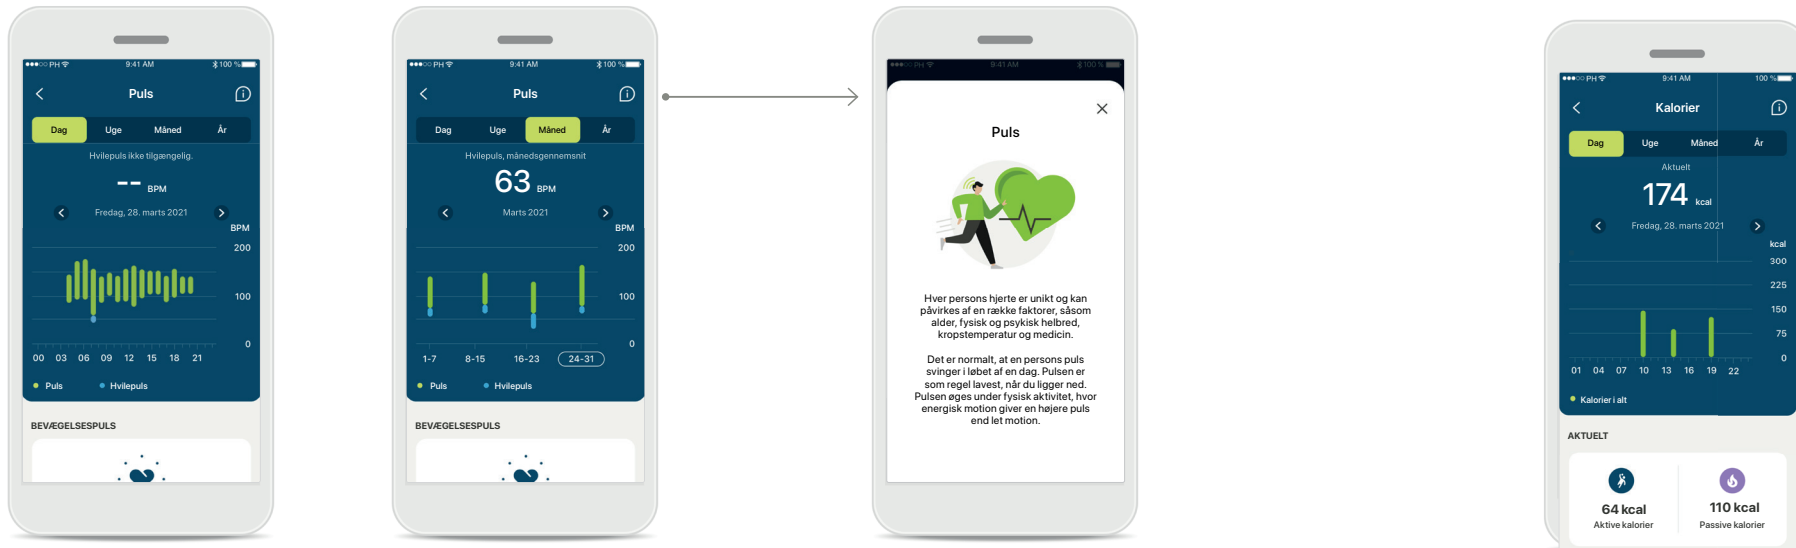 ●●●○○ PH 9:41 AM 100 %
Puls
Dag Uge Måned År
Hvilepuls ikke tilgængelig.
-- BPM
Fredag, 28. marts 2021
BPM
200
100
0
00 03 06 09 12 15 18 21
Puls Hvilepuls
BEVÆGELSESPULS
●●●○○ PH 9:41 AM 100 %
Puls
Dag Uge Måned År
Hvilepuls, månedsgennemsnit
63 BPM
Marts 2021
BPM
200
100
0
1-7 8-15 16-23 24-31
Puls Hvilepuls
BEVÆGELSESPULS
●●●○○ PH 9:41 AM 100 %
Puls
Hver persons hjerte er unikt og kan
påvirkes af en række faktorer, såsom
alder, fysisk og psykisk helbred,
kropstemperatur og medicin.
Det er normalt, at en persons puls
svinger i løbet af en dag. Pulsen er
som regel lavest, når du ligger ned.
Pulsen øges under fysisk aktivitet, hvor
energisk motion giver en højere puls
end let motion.
●●●○○ PH 9:41 AM 100 %
Kalorier
Dag Uge Måned År
Aktuelt
174 kcal
Fredag, 28. marts 2021
kcal
300
225
150
75
0
01 04 07 10 13 16 19 22
Kalorier i alt
AKTUELT
64 kcal 110 kcal
Aktive kalorier Passive kalorier